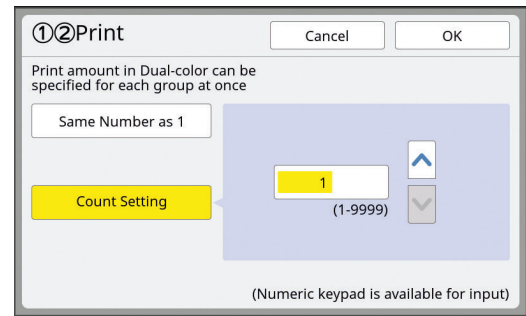 ①②Print
Cancel
OK
Print amount in Dual-color can be
specified for each group at once
Same Number as 1
Count Setting
1
(1-9999)
(Numeric keypad is available for input)